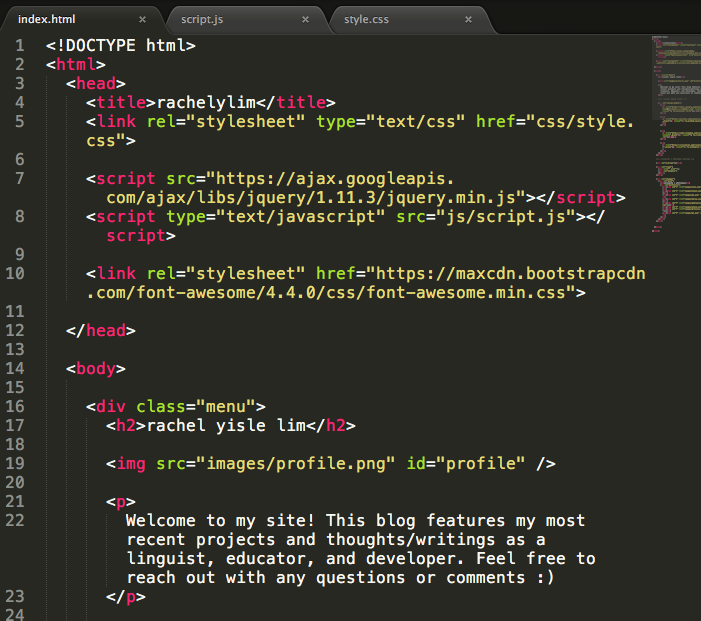 index.html × script.js × style.css ×
1 <!DOCTYPE html>
2 <html>
3 <head>
4 <title>rachelylim</title>
5 <link rel="stylesheet" type="text/css" href="css/style.
css">
6
7 <script src="https://ajax.googleapis.
com/ajax/libs/jquery/1.11.3/jquery.min.js"></script>
8 <script type="text/javascript" src="js/script.js"></
script>
9
10 <link rel="stylesheet" href="https://maxcdn.bootstrapcdn
.com/font-awesome/4.4.0/css/font-awesome.min.css">
11
12 </head>
13
14 <body>
15
16 <div class="menu">
17 <h2>rachel yisle lim</h2>
18
19 <img src="images/profile.png" id="profile" />
20
21 <p>
22 Welcome to my site! This blog features my most
recent projects and thoughts/writings as a
linguist, educator, and developer. Feel free to
reach out with any questions or comments :)
23 </p>
24